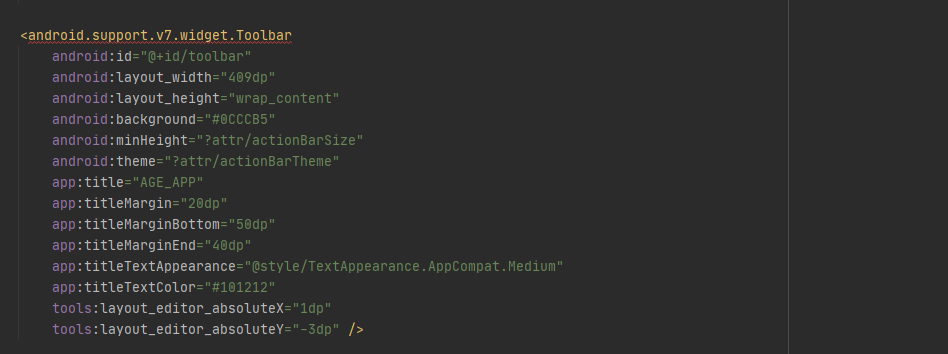 <android.support.v7.widget.Toolbar
android:id="@+id/toolbar"
android:layout_width="409dp"
android:layout_height="wrap_content"
android:background="#0CCCB5"
android:minHeight="?attr/actionBarSize"
android:theme="?attr/actionBarTheme"
app:title="AGE_APP"
app:titleMargin="20dp"
app:titleMarginBottom="50dp"
app:titleMarginEnd="40dp"
app:titleTextAppearance="@style/TextAppearance.AppCompat.Medium"
app:titleTextColor="#101212"
tools:layout_editor_absoluteX="1dp"
tools:layout_editor_absoluteY="-3dp" />